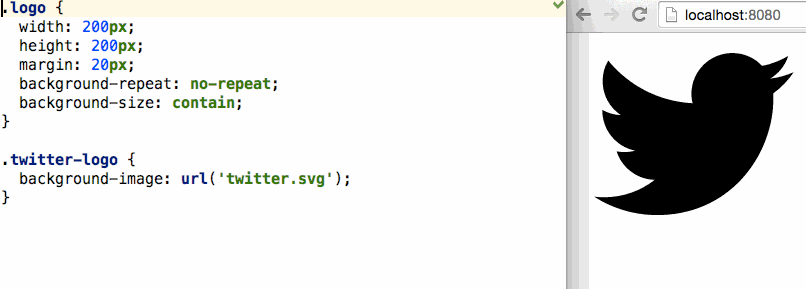 .logo {
  width: 200px;
  height: 200px;
  margin: 20px;
  background-repeat: no-repeat;
  background-size: contain;
}
.twitter-logo {
  background-image: url('twitter.svg');
}
localhost:8080